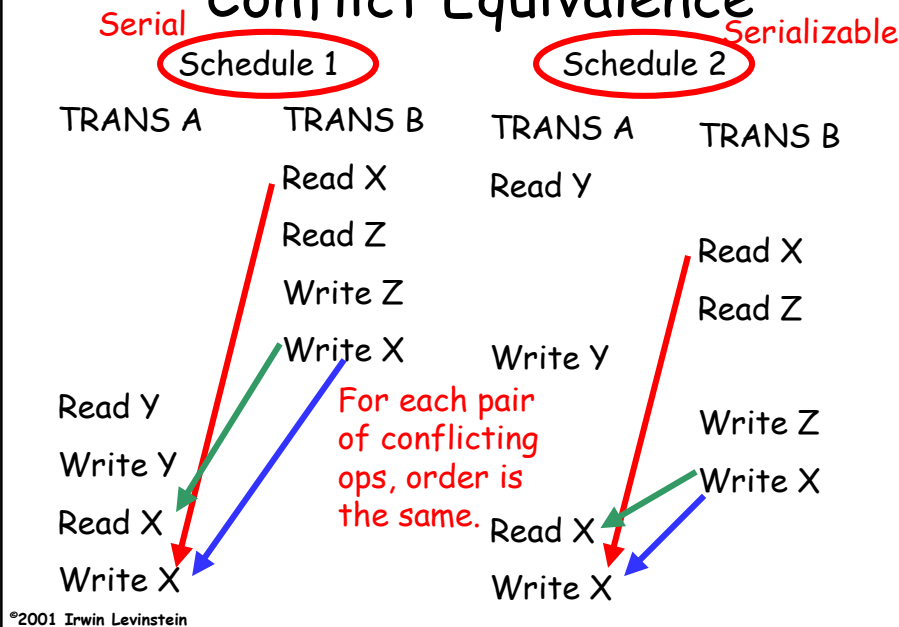 Conflict Equivalence
Serial
Serializable
Schedule 1
Schedule 2
TRANS A
TRANS B
Read X
Read Z
Write Z
Write X
Read Y
Write Y
Read X
Write X
For each pair
of conflicting
ops, order is
the same.
TRANS A
TRANS B
Read Y
Read X
Read Z
Write Y
Write Z
Write X
Read X
Write X
©2001 Irwin Levinstein